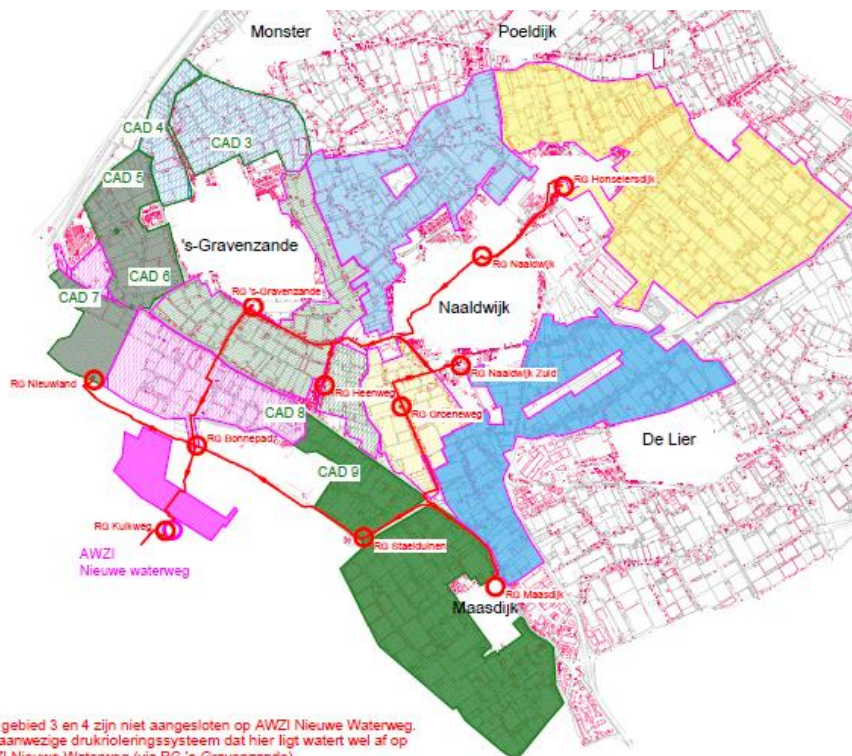 Monster
Poeldijk
CAD 4
CAD 3
CAD 5
RG Honselersdijk
's-Gravenzande
RG Naaldwijk
CAD 6
CAD 7
RG 's-Gravenzande
Naaldwijk
RG Nieuwland
RG Heenweg
RG Naaldwijk Zuid
CAD 8
RG Groeneweg
RG Bonnepad
De Lier
CAD 9
RG Kulkweg
RG Staelduinen
AWZI
Nieuwe waterweg
RG Maasdijk
Maasdijk
gebied 3 en 4 zijn niet aangesloten op AWZI Nieuwe Waterweg.
aanwezige drukrioleringssysteem dat hier ligt watert wel af op
ZI Nieuwe Waterweg (via RG 's-Gravenzande)